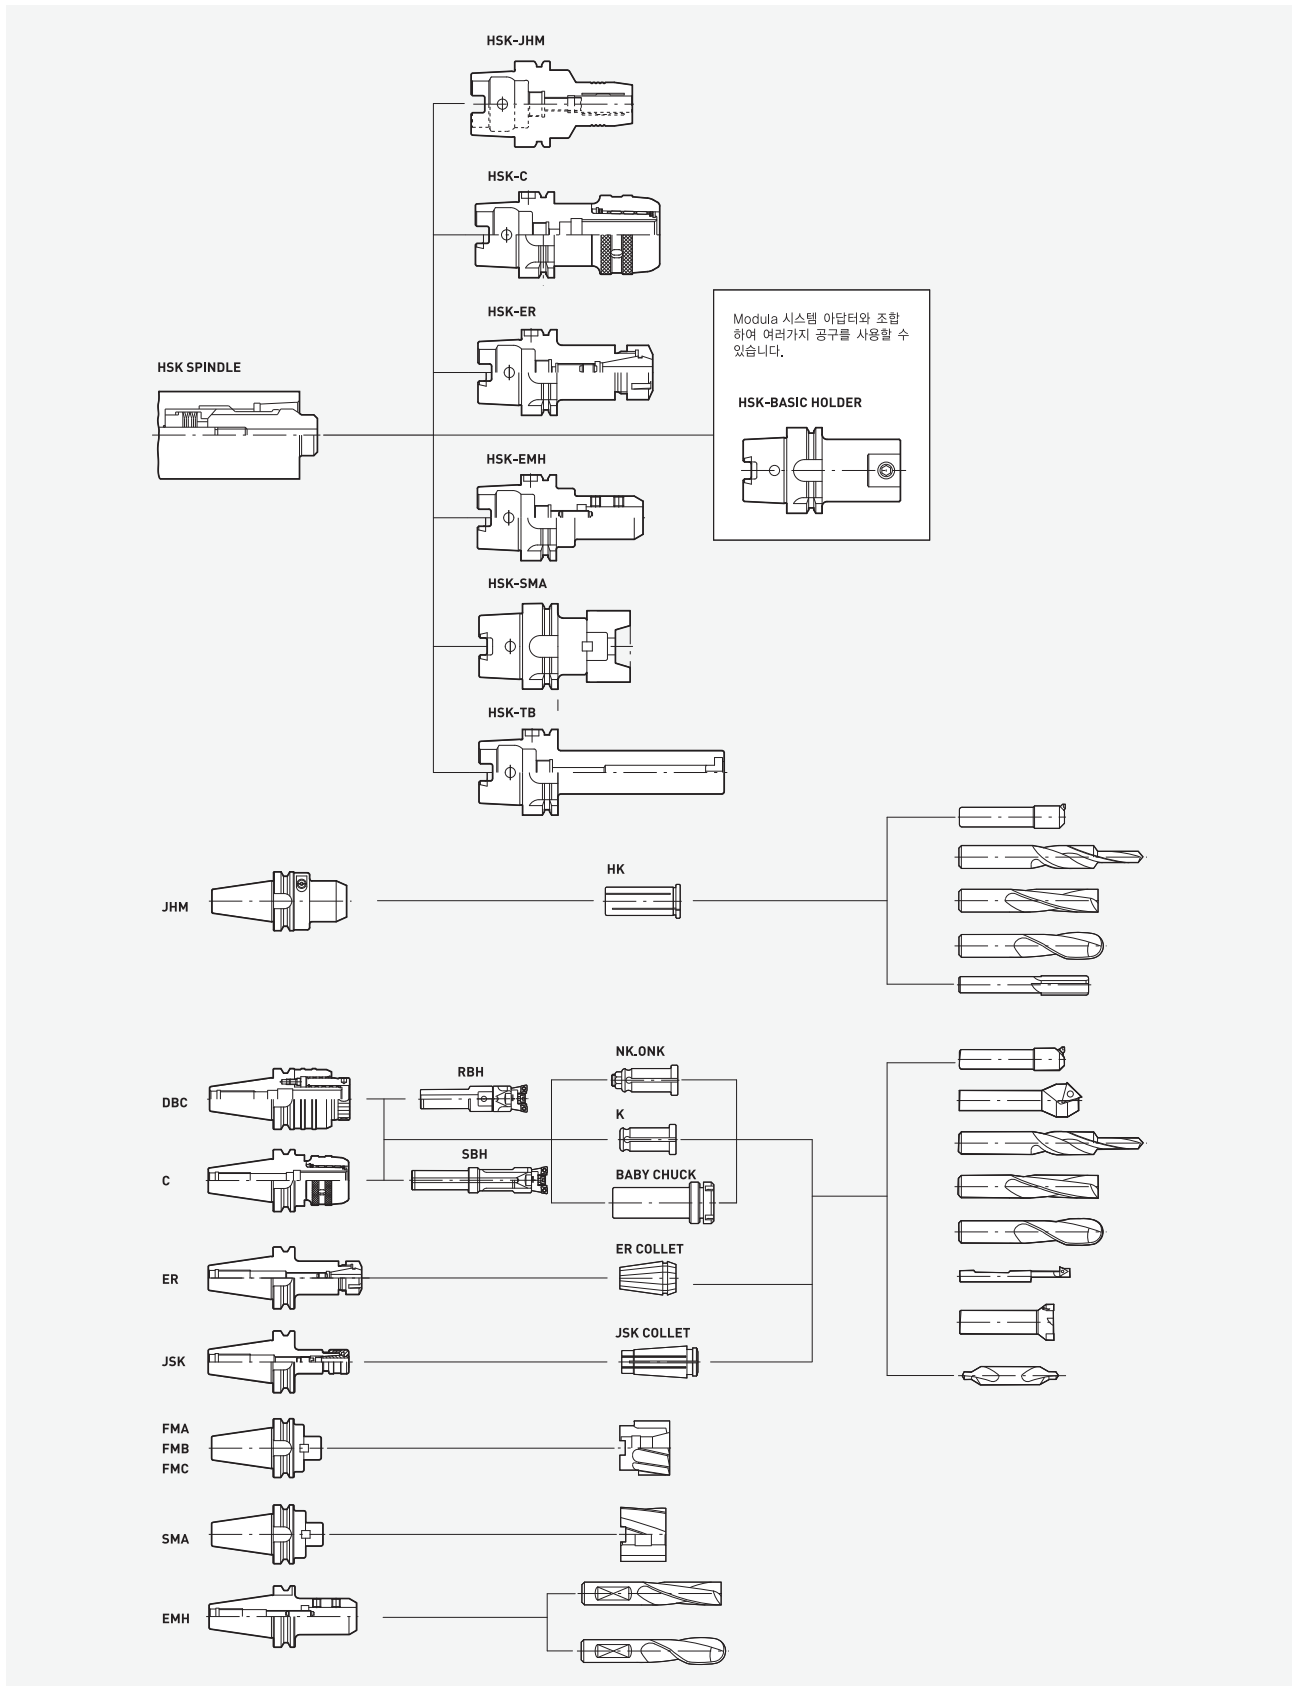 HSK-JHM
HSK-C
HSK-ER
Modula 시스템 아답터와 조합
하여 여러가지 공구를 사용할 수
있습니다.
HSK SPINDLE
HSK-BASIC HOLDER
HSK-EMH
HSK-SMA
HSK-TB
HK
JHM
NK.ONK
RBH
DBC
K
SBH
BABY CHUCK
C
ER COLLET
ER
JSK COLLET
JSK
FMA
FMB
FMC
SMA
EMH